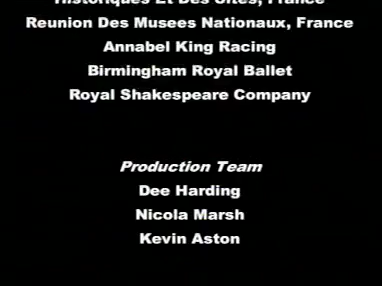 Historiques Et Des Sites, France
Reunion Des Musees Nationaux, France
Annabel King Racing
Birmingham Royal Ballet
Royal Shakespeare Company
Production Team
Dee Harding
Nicola Marsh
Kevin Aston